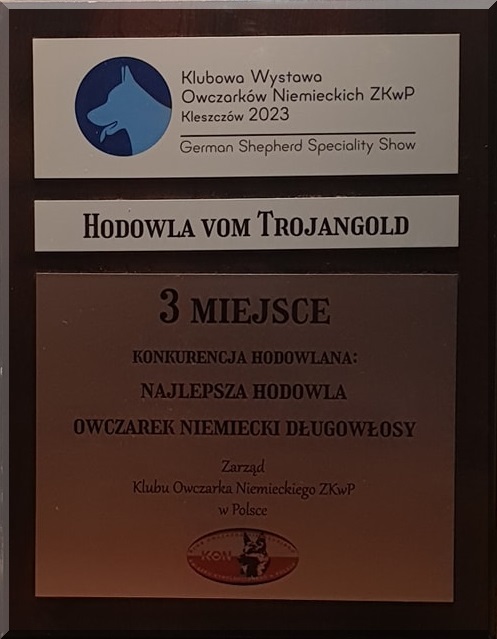 Klubowa Wystawa
Owczarków Niemieckich ZKwP
Kleszczów 2023
German Shepherd Speciality Show
Hodowla vom Trojangold
3 miejsce
konkurencja hodowlana:
najlepsza hodowla
owczarek niemiecki długowłosy
Zarząd
Klubu Owczarka Niemieckiego ZKwP
w Polsce
KON